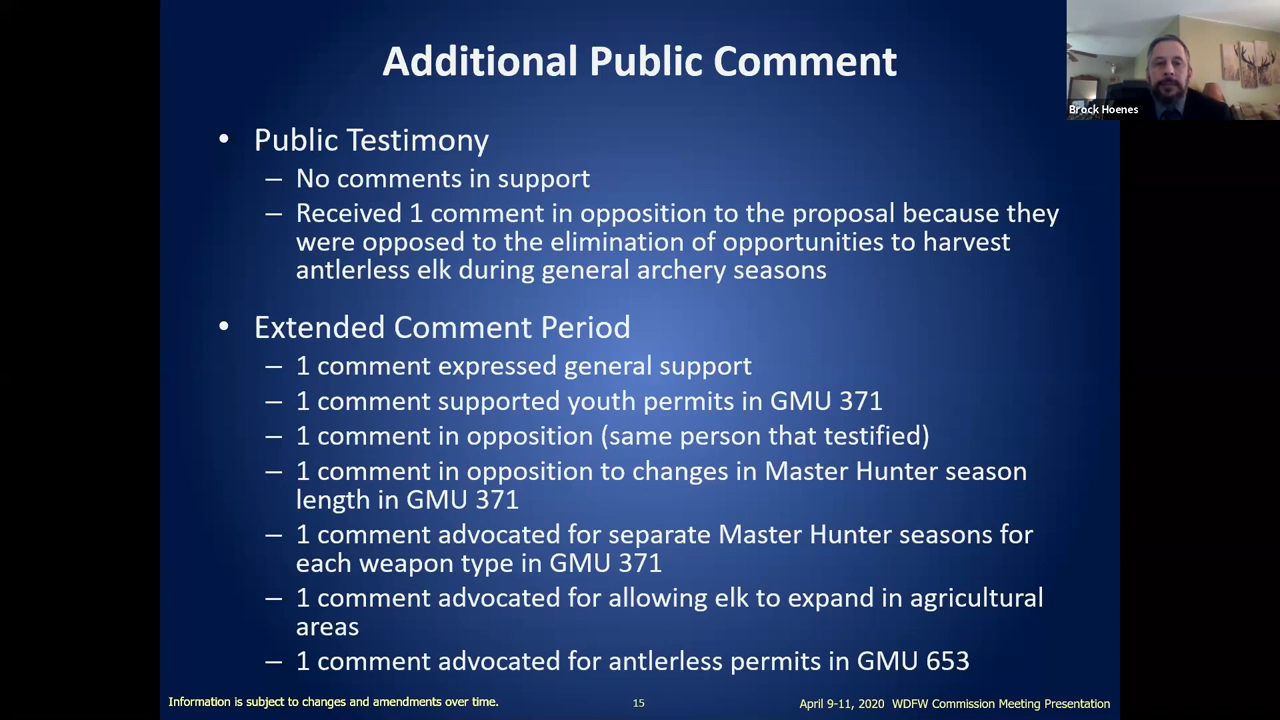 Additional Public Comment
Brock Hoenes
• Public Testimony
– No comments in support
– Received 1 comment in opposition to the proposal because they
were opposed to the elimination of opportunities to harvest
antlerless elk during general archery seasons
• Extended Comment Period
– 1 comment expressed general support
– 1 comment supported youth permits in GMU 371
– 1 comment in opposition (same person that testified)
– 1 comment in opposition to changes in Master Hunter season
length in GMU 371
– 1 comment advocated for separate Master Hunter seasons for
each weapon type in GMU 371
– 1 comment advocated for allowing elk to expand in agricultural
areas
– 1 comment advocated for antlerless permits in GMU 653
Information is subject to changes and amendments over time.
15
April 9-11, 2020 WDFW Commission Meeting Presentation